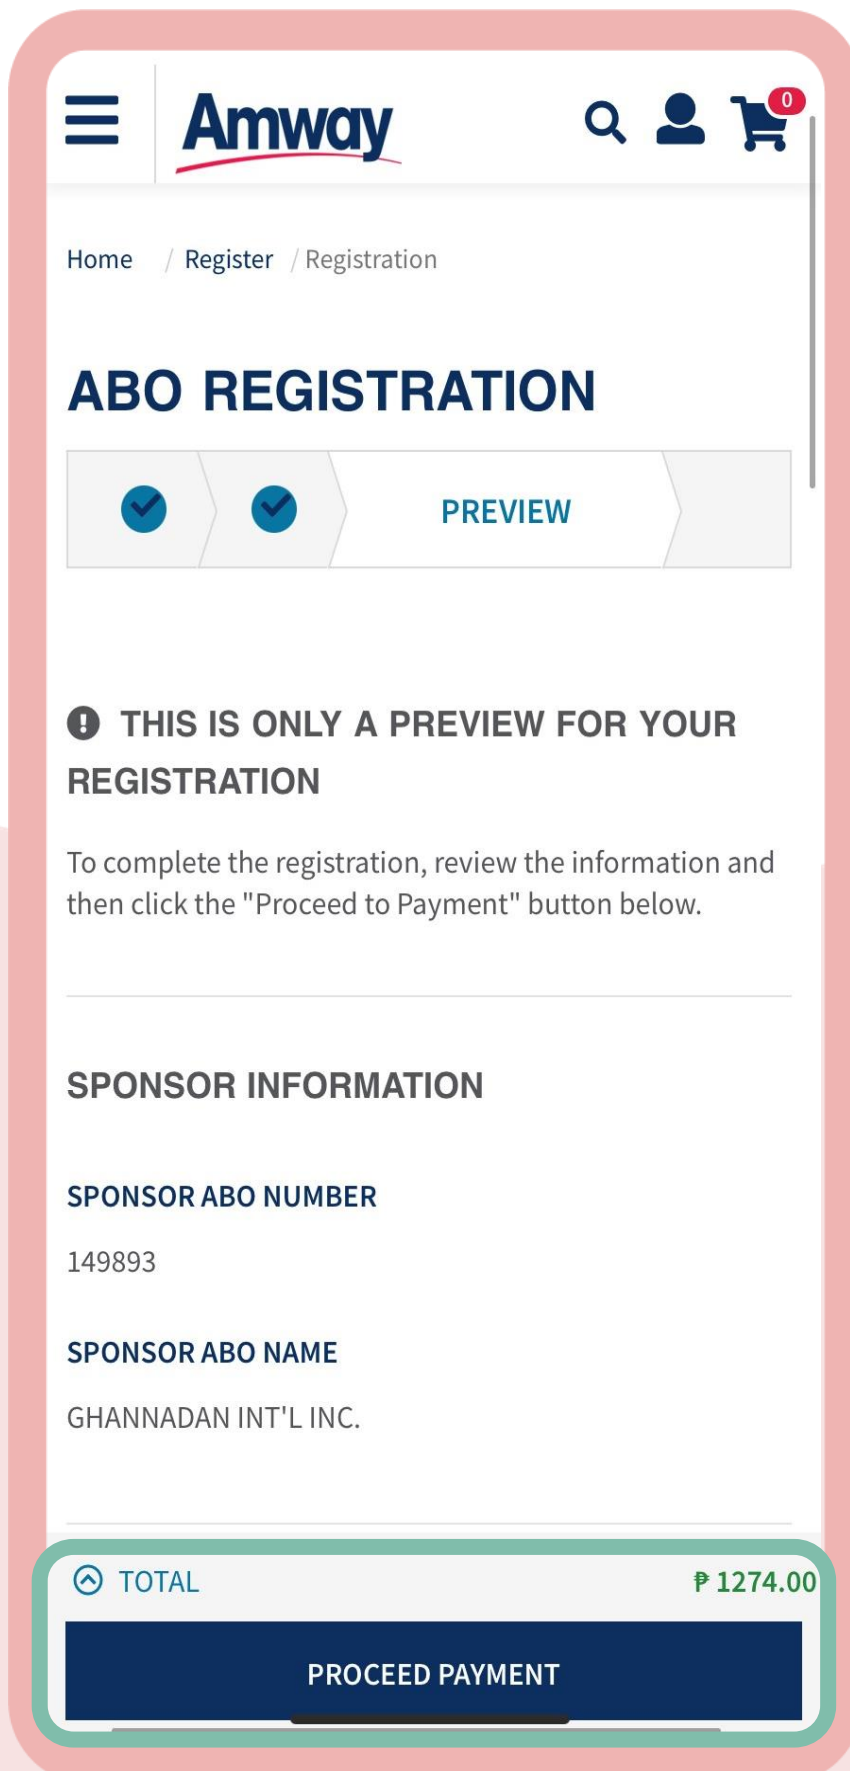 Amway
0
Home / Register / Registration
ABO REGISTRATION
PREVIEW
THIS IS ONLY A PREVIEW FOR YOUR
REGISTRATION
To complete the registration, review the information and
then click the "Proceed to Payment" button below.
SPONSOR INFORMATION
SPONSOR ABO NUMBER
149893
SPONSOR ABO NAME
GHANNADAN INT'L INC.
TOTAL ₱ 1274.00
PROCEED PAYMENT